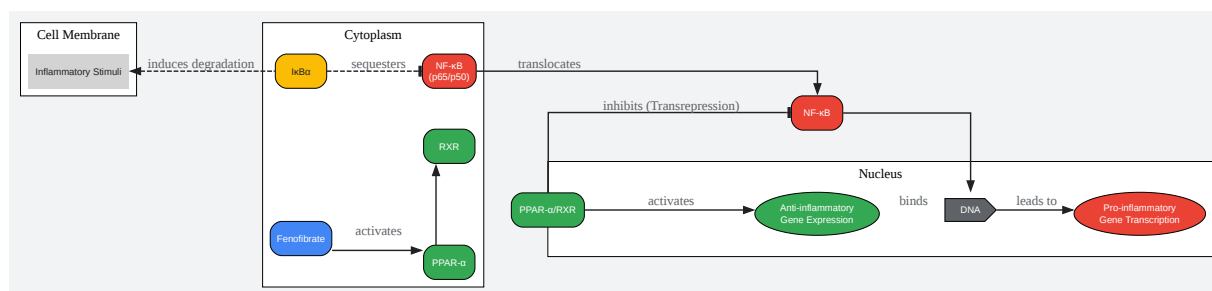 Cell Membrane
Inflammatory Stimuli
induces degradation
Cytoplasm
IκBα
sequesters
NF-κB
(p65/p50)
translocates
inhibits (Transrepression)
NF-κB
RXR
Fenofibrate
activates
PPAR-α
Nucleus
PPAR-α/RXR
activates
Anti-inflammatory
Gene Expression
binds
DNA
leads to
Pro-inflammatory
Gene Transcription